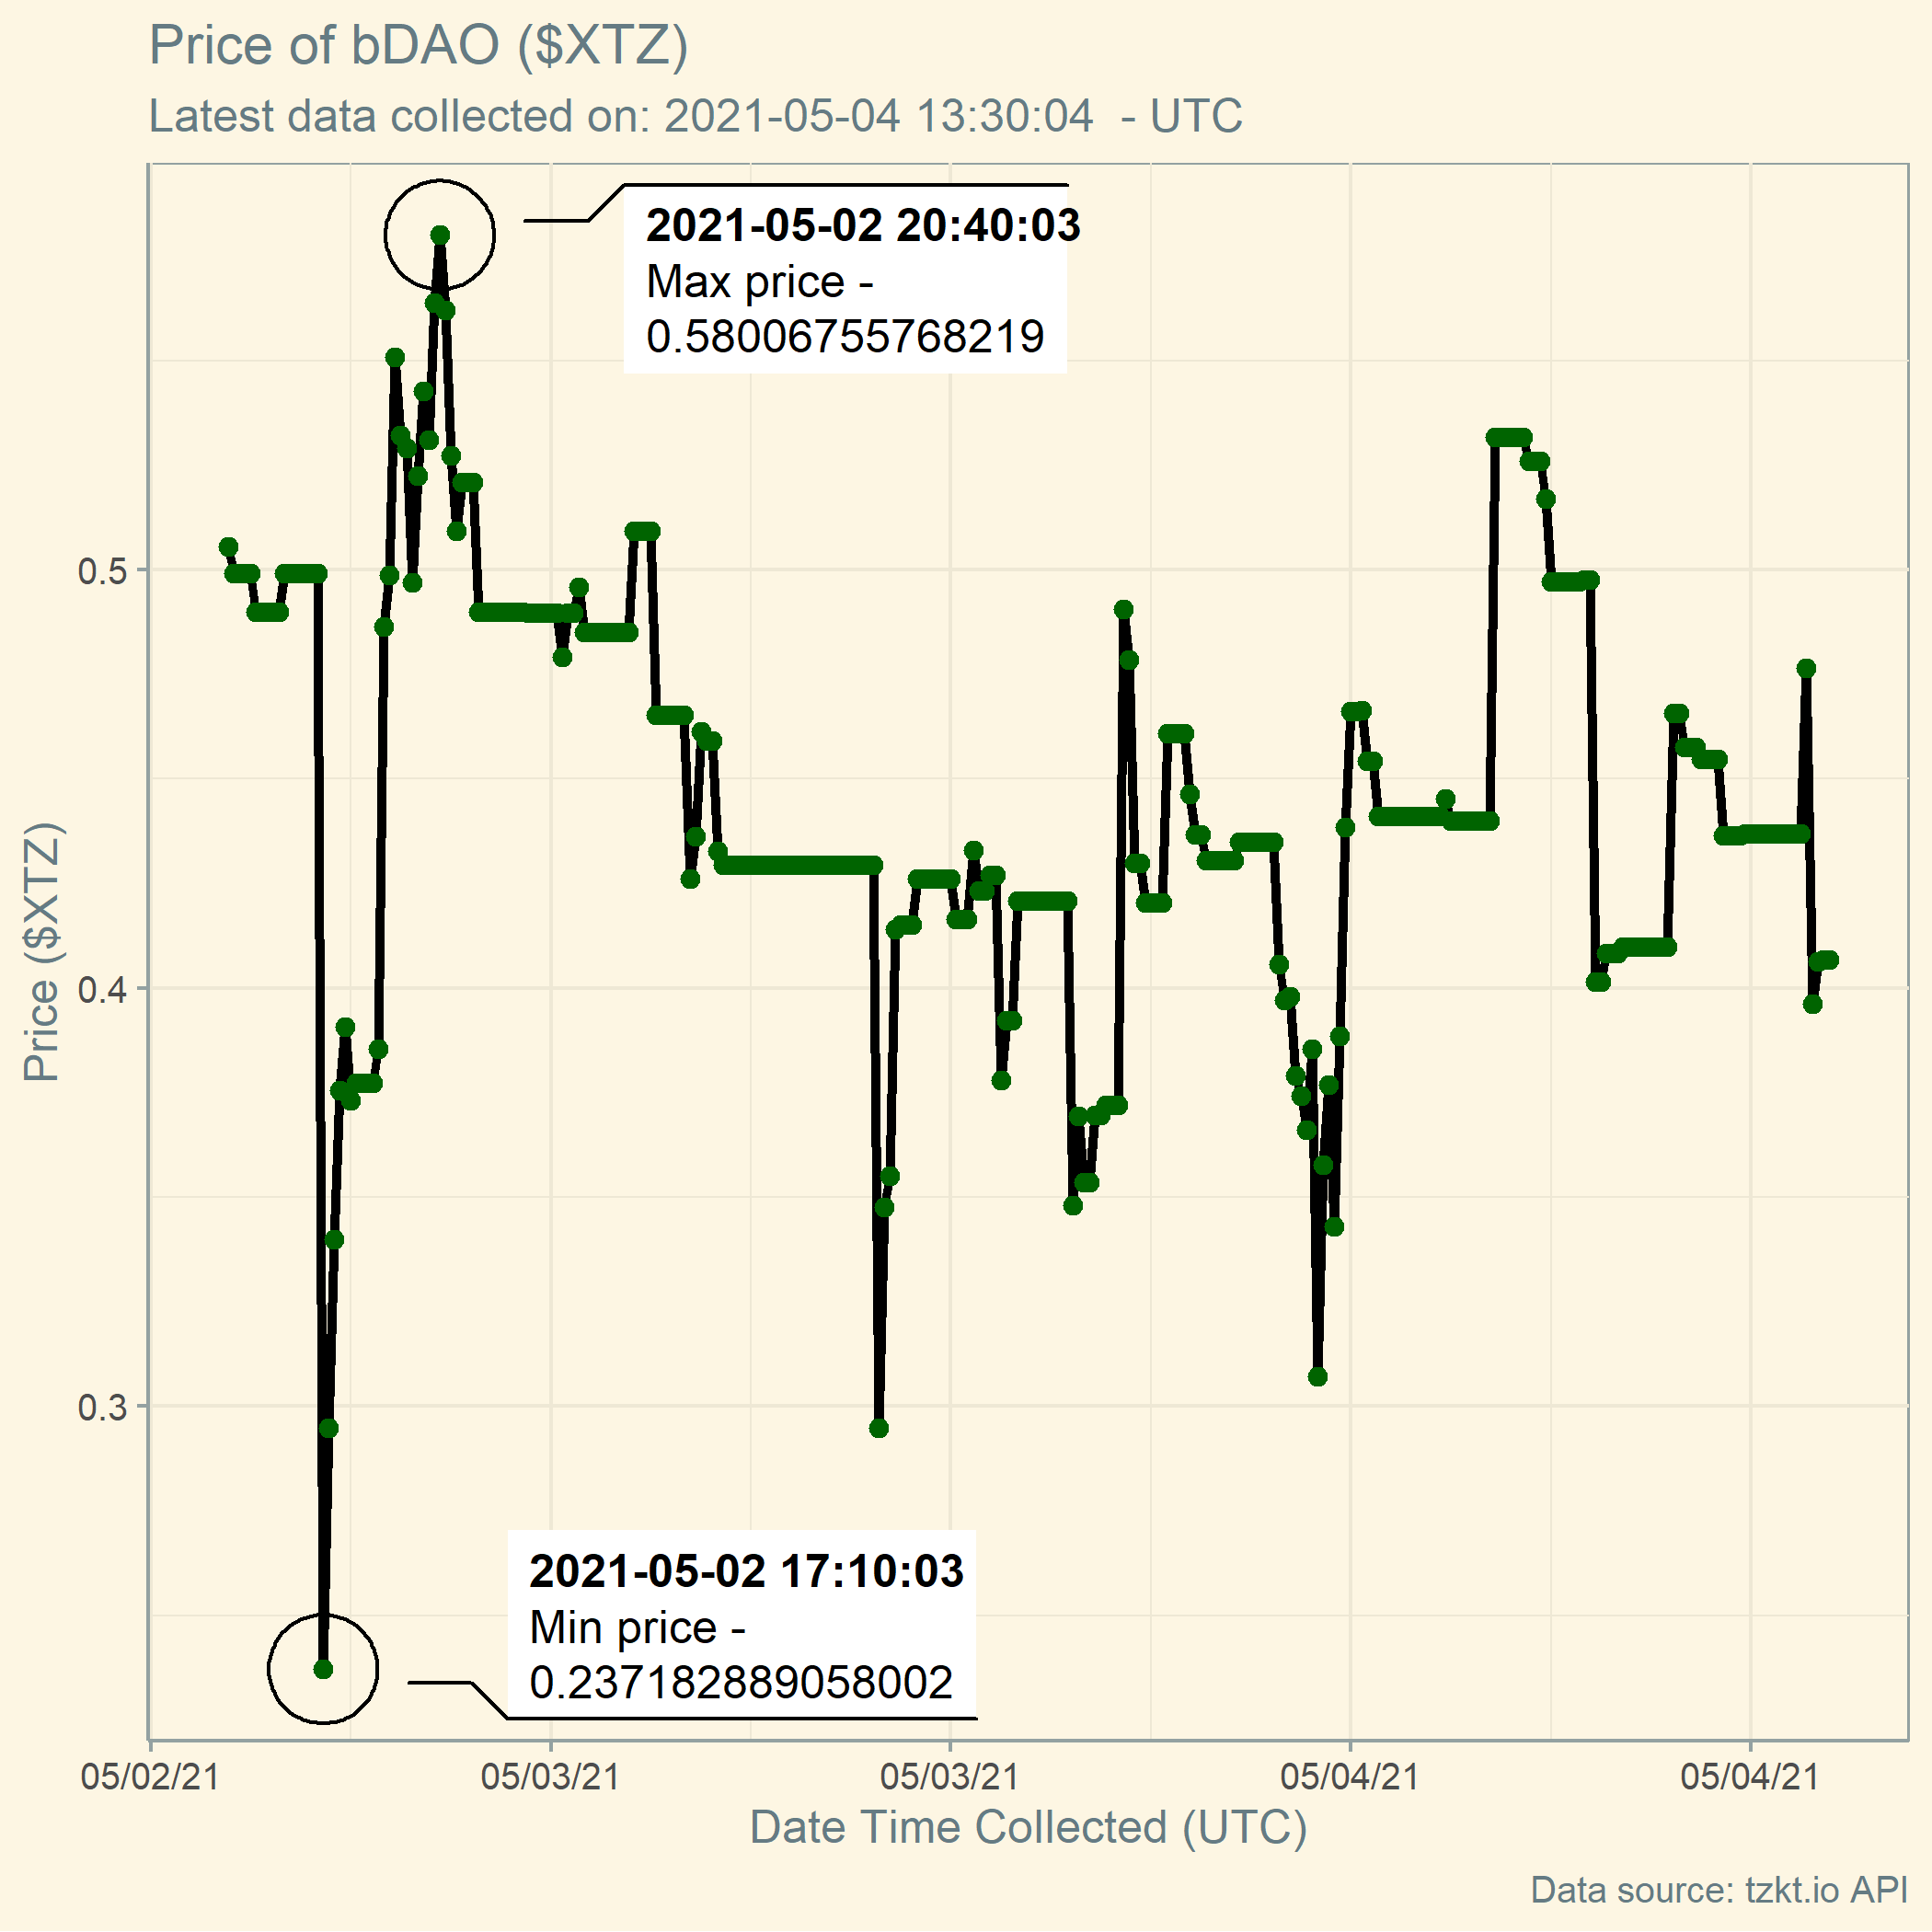 Price of bDAO ($XTZ)
Latest data collected on: 2021-05-04 13:30:04  - UTC
2021-05-02 20:40:03
Max price -
0.58006755768219
Price ($XTZ)
0.5
0.4
0.3
2021-05-02 17:10:03
Min price -
0.237182889058002
05/02/21 05/03/21 05/03/21 05/04/21 05/04/21
Date Time Collected (UTC)
Data source: tzkt.io API